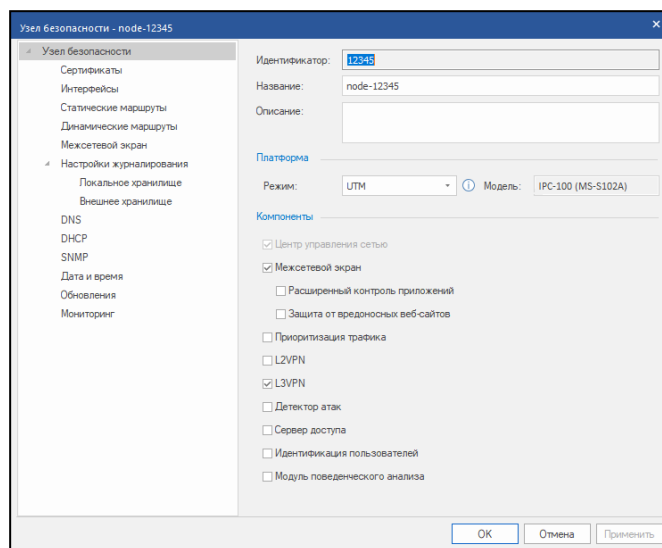 Узел безопасности - node-12345
Узел безопасности
Сертификаты
Интерфейсы
Статические маршруты
Динамические маршруты
Межсетевой экран
Настройки журналирования
Локальное хранилище
Внешнее хранилище
DNS
DHCP
SNMP
Дата и время
Обновления
Мониторинг
Идентификатор: 12345
Название: node-12345
Описание:
Платформа
Режим: UTM Модель: IPC-100 (MS-S102A)
Компоненты
Центр управления сетью
Межсетевой экран
Расширенный контроль приложений
Защита от вредоносных веб-сайтов
Приоритизация трафика
L2VPN
L3VPN
Детектор атак
Сервер доступа
Идентификация пользователей
Модуль поведенческого анализа
OK Отмена Применить